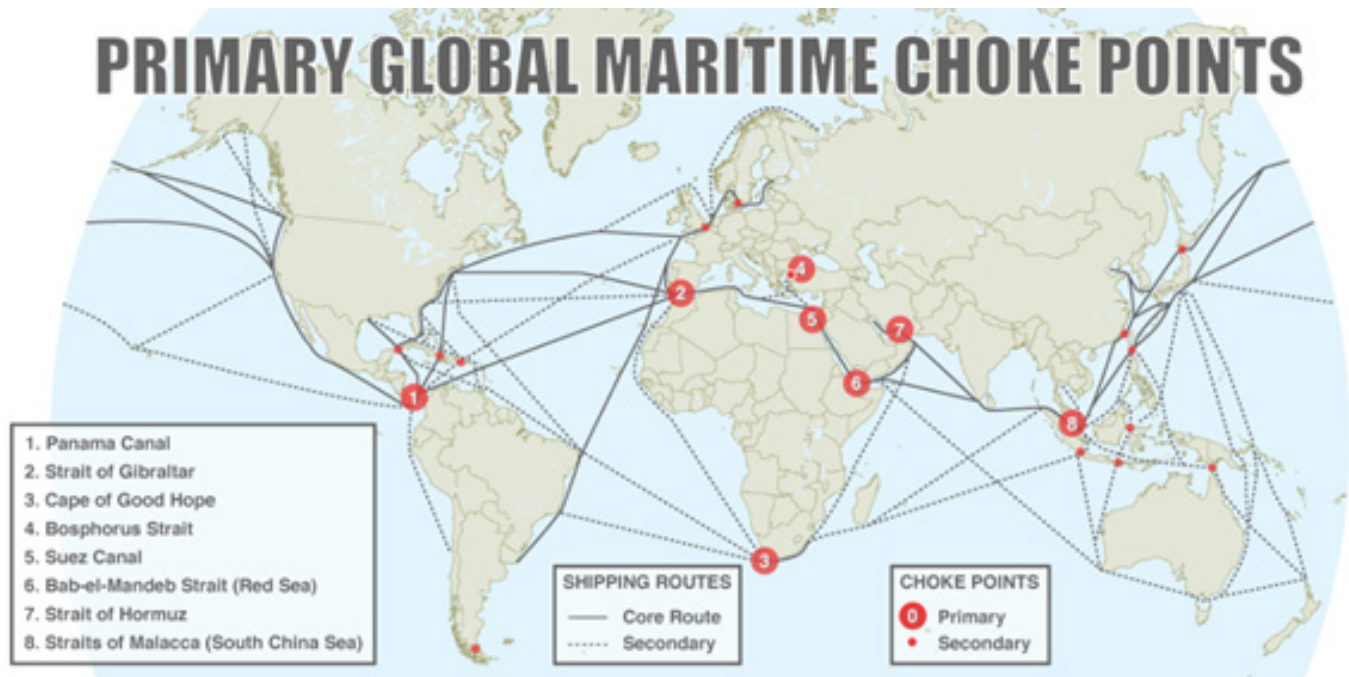 PRIMARY GLOBAL MARITIME CHOKE POINTS
4
2
5
7
6
1
8
3
1. Panama Canal
2. Strait of Gibraltar
3. Cape of Good Hope
4. Bosphorus Strait
5. Suez Canal
6. Bab-el-Mandeb Strait (Red Sea)
7. Strait of Hormuz
8. Straits of Malacca (South China Sea)
SHIPPING ROUTES
Core Route
Secondary
CHOKE POINTS
0 Primary
Secondary